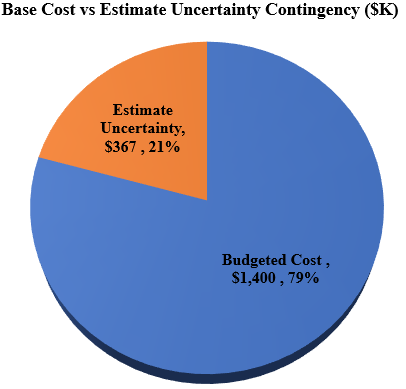 Base Cost vs Estimate Uncertainty Contingency ($K)
Estimate
Uncertainty,
$367 , 21%
Budgeted Cost ,
$1,400 , 79%